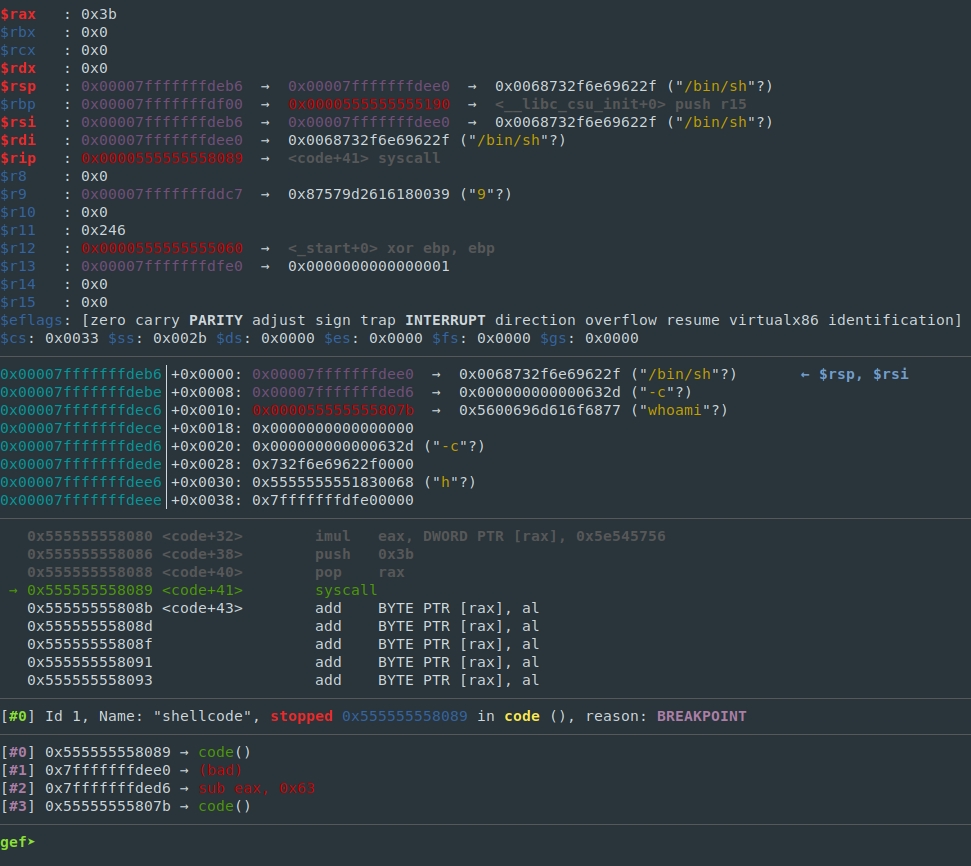 $rax   : 0x3b
$rbx   : 0x0
$rcx   : 0x0
$rdx   : 0x0
$rsp   : 0x00007fffffffdeb6  →  0x00007fffffffdee0  →  0x0068732f6e69622f ("/bin/sh"?)
$rbp   : 0x00007fffffffdf00  →  0x0000555555555190  →  <__libc_csu_init+0> push r15
$rsi   : 0x00007fffffffdeb6  →  0x00007fffffffdee0  →  0x0068732f6e69622f ("/bin/sh"?)
$rdi   : 0x00007fffffffdee0  →  0x0068732f6e69622f ("/bin/sh"?)
$rip   : 0x0000555555558089  →  <code+41> syscall
$r8    : 0x0
$r9    : 0x00007fffffffddc7  →  0x87579d2616180039 ("9"?)
$r10   : 0x0
$r11   : 0x246
$r12   : 0x0000555555555060  →  <_start+0> xor ebp, ebp
$r13   : 0x00007fffffffdfe0  →  0x0000000000000001
$r14   : 0x0
$r15   : 0x0
$eflags: [zero carry PARITY adjust sign trap INTERRUPT direction overflow resume virtualx86 identification]
$cs: 0x0033 $ss: 0x002b $ds: 0x0000 $es: 0x0000 $fs: 0x0000 $gs: 0x0000
0x00007fffffffdeb6│+0x0000: 0x00007fffffffdee0  →  0x0068732f6e69622f ("/bin/sh"?)       ← $rsp, $rsi
0x00007fffffffdebe│+0x0008: 0x00007fffffffded6  →  0x000000000000632d ("-c"?)
0x00007fffffffdec6│+0x0010: 0x000055555555807b  →  0x5600696d616f6877 ("whoami"?)
0x00007fffffffdece│+0x0018: 0x0000000000000000
0x00007fffffffded6│+0x0020: 0x000000000000632d ("-c"?)
0x00007fffffffdede│+0x0028: 0x732f6e69622f0000
0x00007fffffffdee6│+0x0030: 0x5555555551830068 ("h"?)
0x00007fffffffdeee│+0x0038: 0x7fffffffdfe00000
0x555555558080 <code+32>        imul   eax, DWORD PTR [rax], 0x5e545756
0x555555558086 <code+38>        push   0x3b
0x555555558088 <code+40>        pop    rax
→ 0x555555558089 <code+41>        syscall
0x55555555808b <code+43>        add    BYTE PTR [rax], al
0x55555555808d                  add    BYTE PTR [rax], al
0x55555555808f                  add    BYTE PTR [rax], al
0x555555558091                  add    BYTE PTR [rax], al
0x555555558093                  add    BYTE PTR [rax], al
[#0] Id 1, Name: "shellcode", stopped 0x555555558089 in code (), reason: BREAKPOINT
[#0] 0x555555558089 → code()
[#1] 0x7fffffffdee0 → (bad)
[#2] 0x7fffffffded6 → sub eax, 0x63
[#3] 0x55555555807b → code()
gef➤